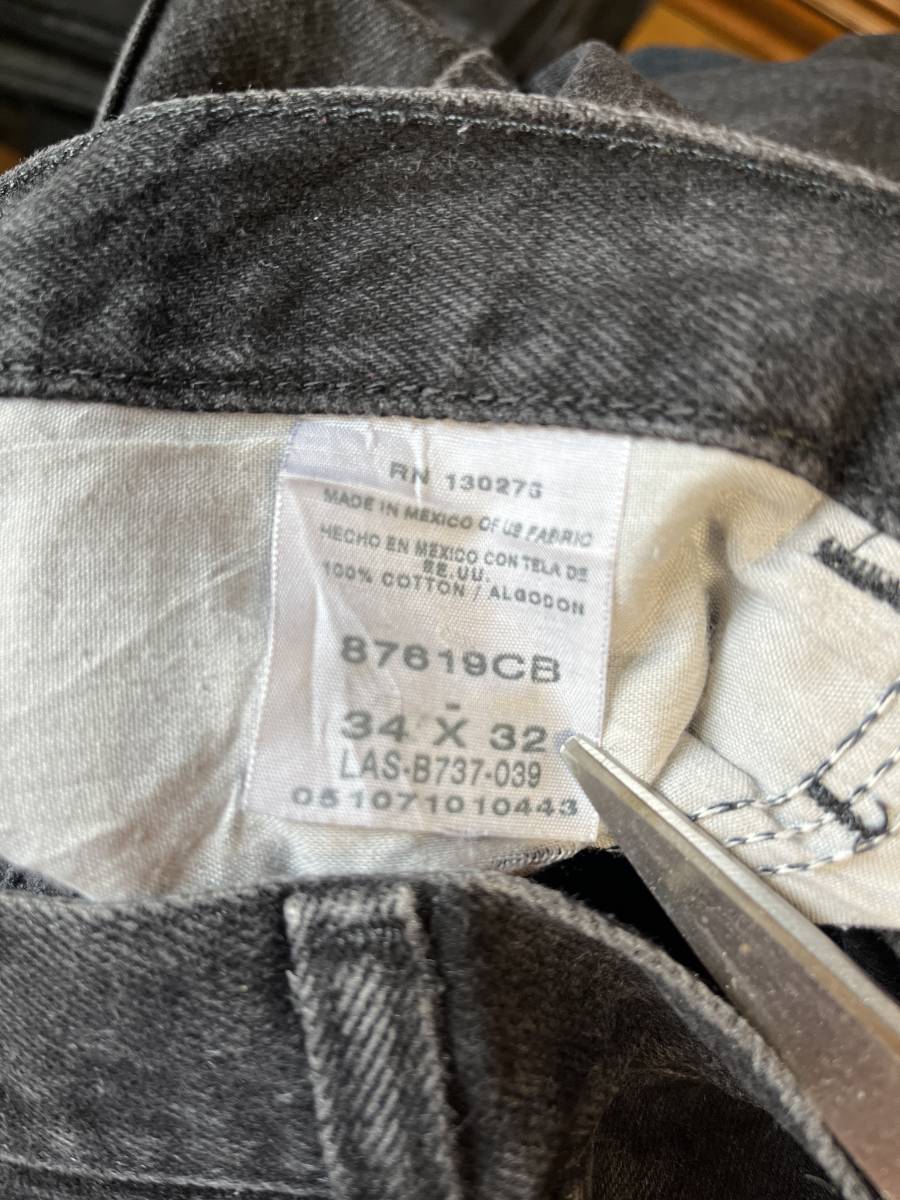 RN 130273
MADE IN MEXICO OF US FABRIC
HECHO EN MEXICO CON TELA DE
EE.UU.
100% COTTON / ALGODON
87619CB
-
34 X 32
LAS-B737-039
051071010443